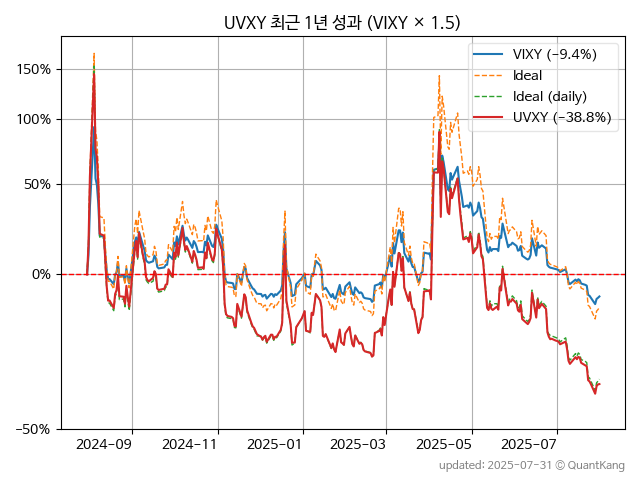 UVXY 최근 1년 성과 (VIXY × 1.5)
150%
100%
50%
0%
−50%
VIXY (−9.4%)
Ideal
Ideal (daily)
UVXY (−38.8%)
2024-09
2024-11
2025-01
2025-03
2025-05
2025-07
updated: 2025-07-31 © QuantKang